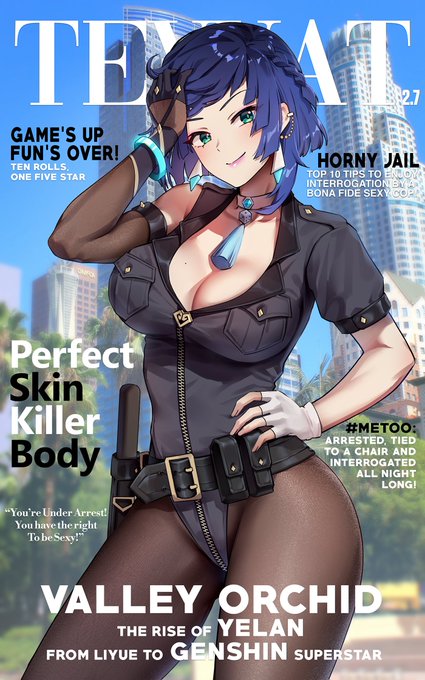 TEYVAT
2.7
GAME'S UP
FUN'S OVER!
TEN ROLLS,
ONE FIVE STAR
HORNY JAIL
TOP 10 TIPS TO ENJOY
INTERROGATION BY A
BONA FIDE SEXY COP!
Perfect
Skin
Killer
Body
#METOO:
ARRESTED, TIED
TO A CHAIR AND
INTERROGATED
ALL NIGHT
LONG!
“You're Under Arrest!
You have the right
To be Sexy!”
VALLEY ORCHID
THE RISE OF YELAN
FROM LIYUE TO GENSHIN SUPERSTAR